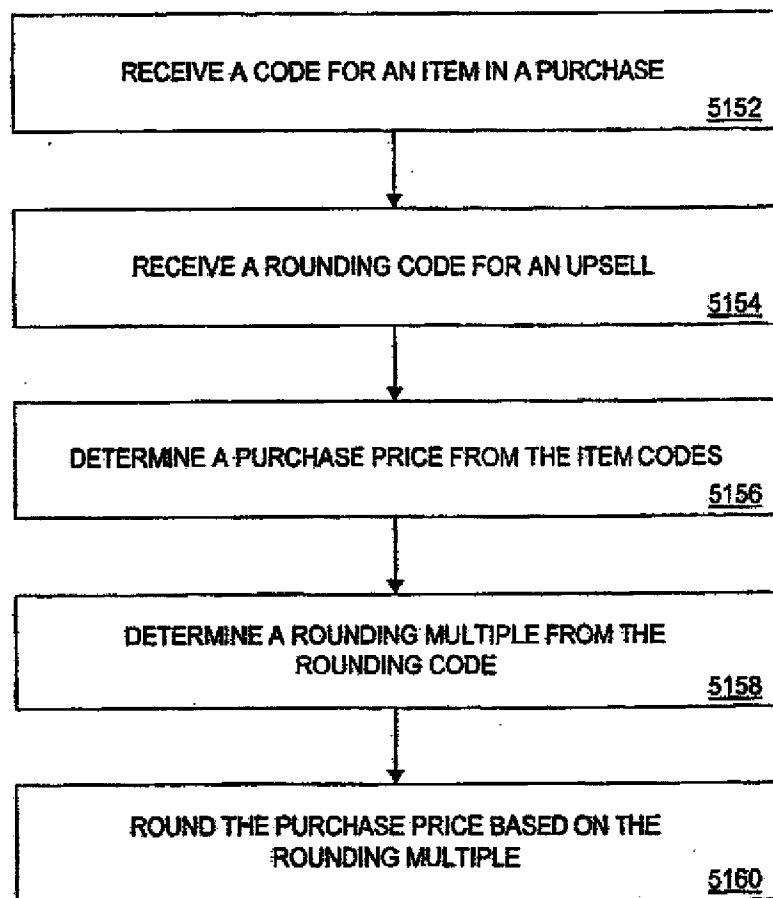 RECEIVE A CODE FOR AN ITEM IN A PURCHASE
5152
RECEIVE A ROUNDING CODE FOR AN UPSELL
5154
DETERMINE A PURCHASE PRICE FROM THE ITEM CODES
5156
DETERMINE A ROUNDING MULTIPLE FROM THE
ROUNDING CODE
5158
ROUND THE PURCHASE PRICE BASED ON THE
ROUNDING MULTIPLE
5160